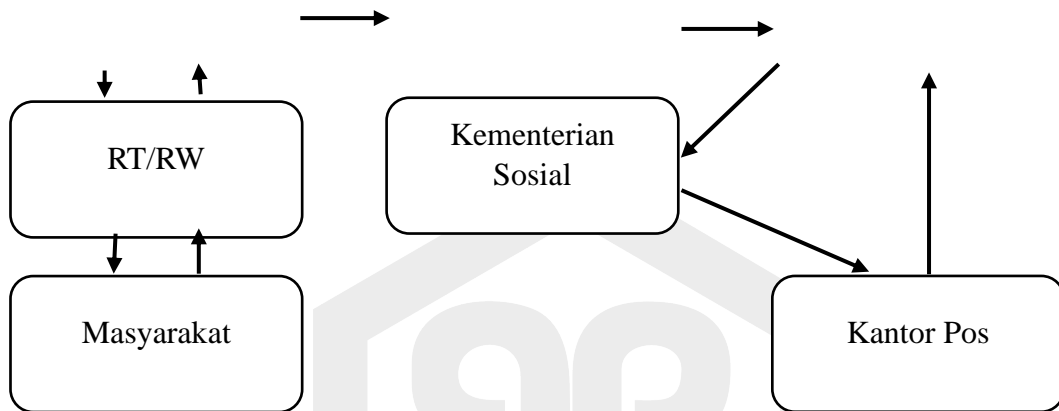 RT/RW
Kementerian
Sosial
Masyarakat
Kantor Pos